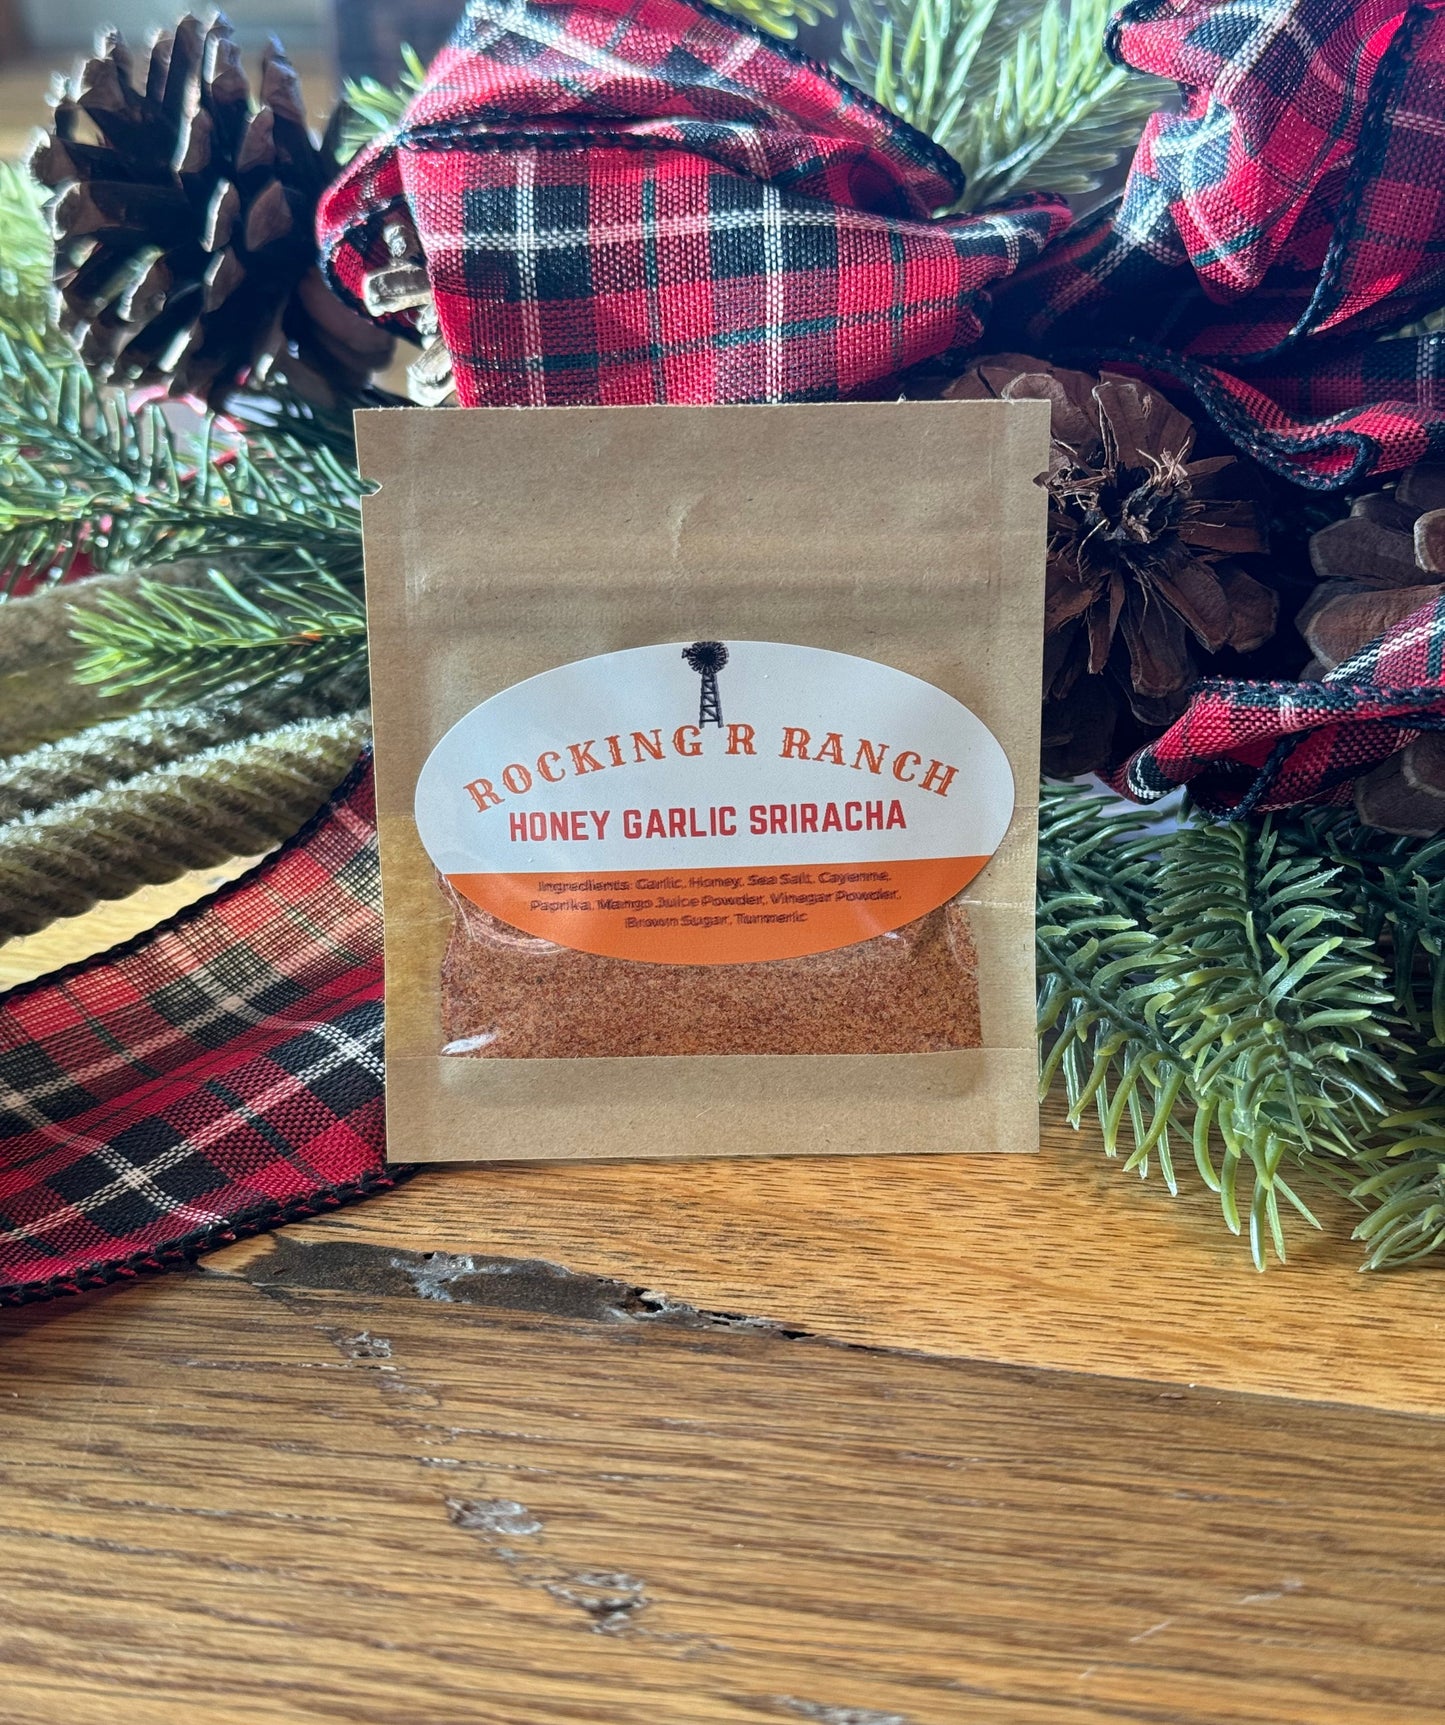 ROCKING R RANCH
HONEY GARLIC SRIRACHA
Ingredients: Garlic, Honey, Sea Salt, Cayenne,
Paprika, Mango Juice Powder, Vinegar Powder,
Brown Sugar, Turmeric